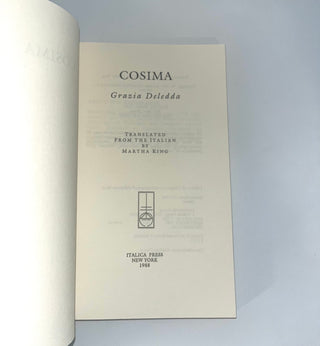 COSIMA
Grazia Deledda
TRANSLATED
FROM THE ITALIAN
BY
MARTHA KING
ITALICA PRESS
NEW YORK
1988